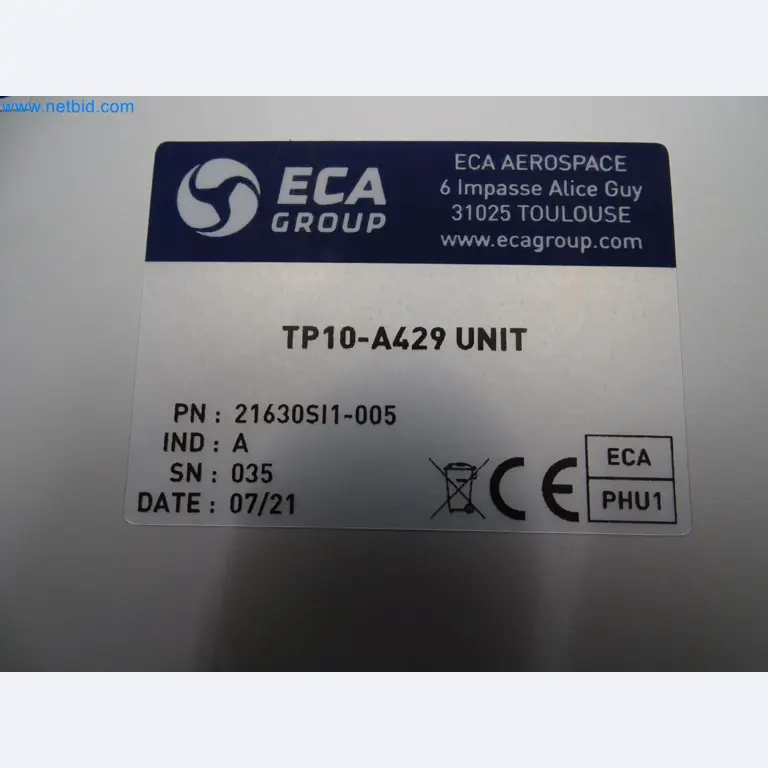 www.netbid.com
ECA
GROUP
ECA AEROSPACE
6 Impasse Alice Guy
31025 TOULOUSE
www.ecagroup.com
TP10-A429 UNIT
PN : 21630SI1-005
IND : A
SN : 035
DATE : 07/21
CE
ECA
PHU1